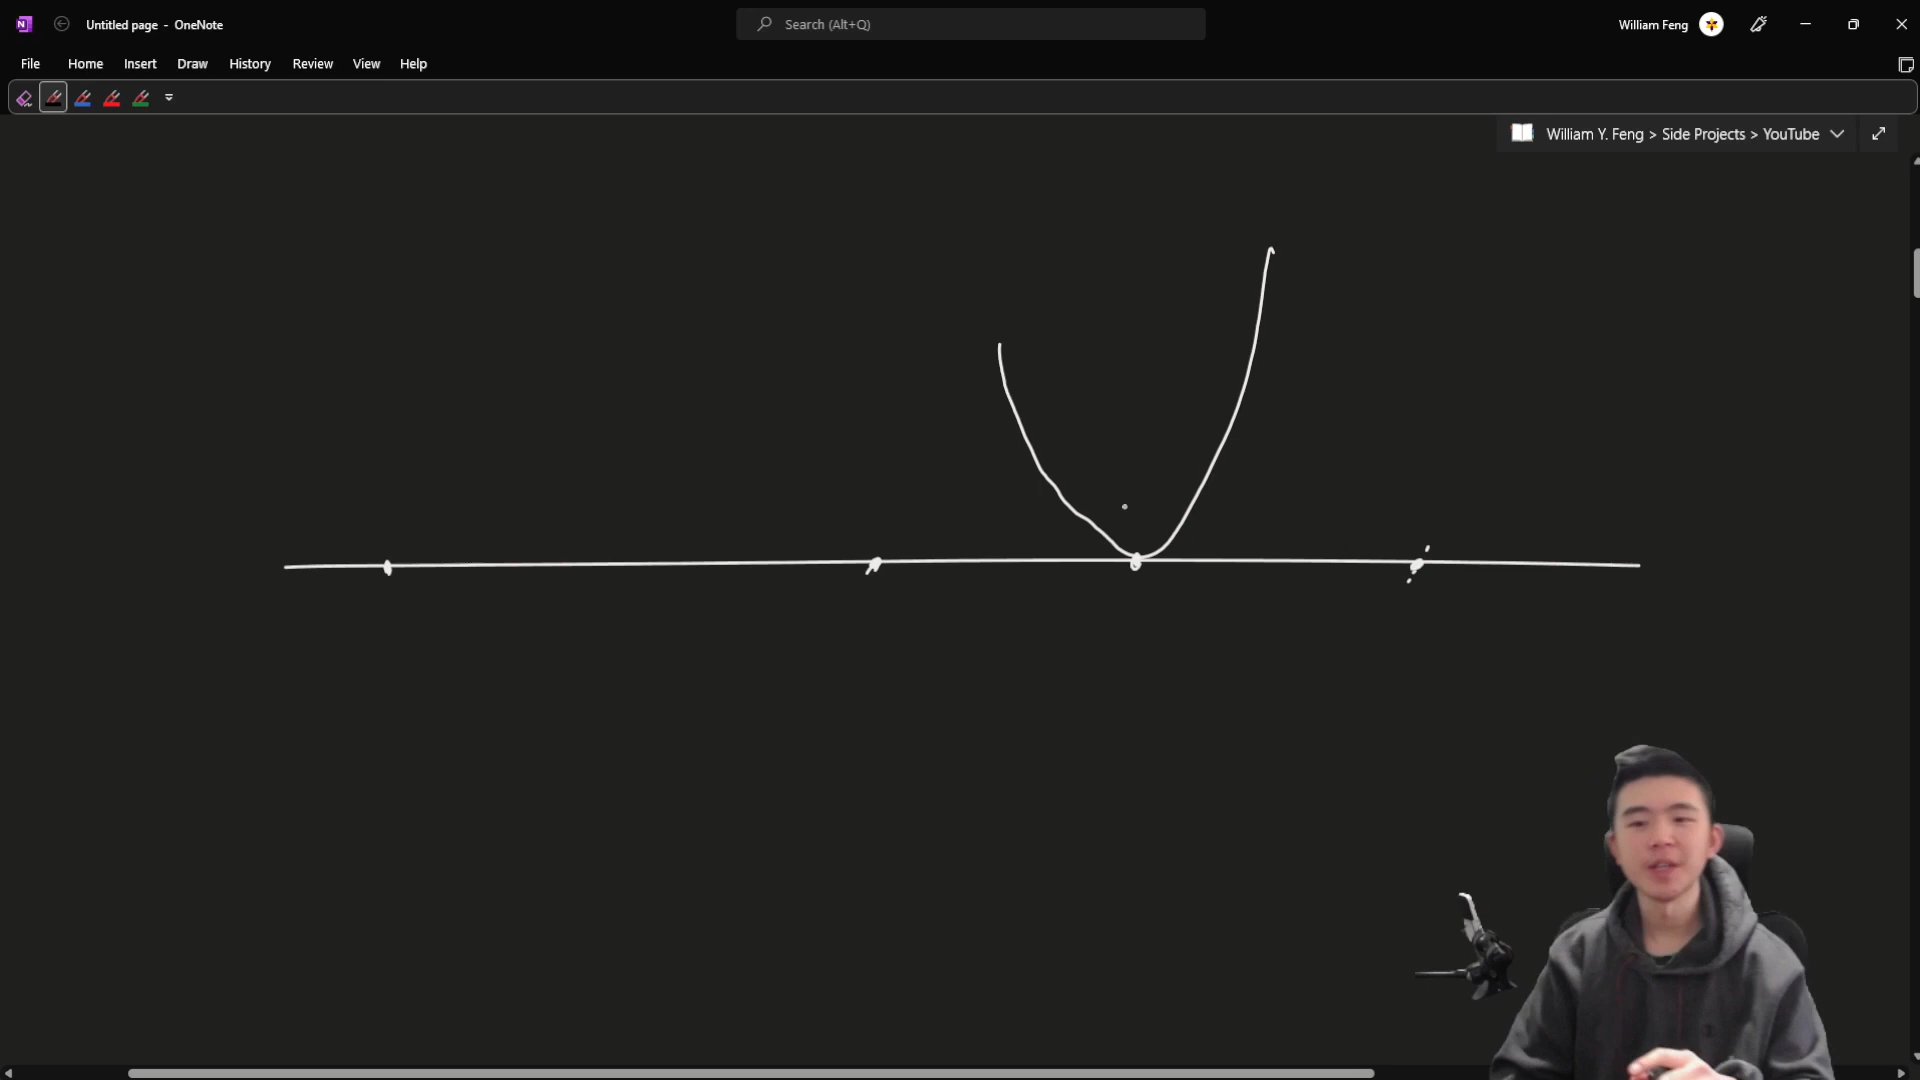 Untitled page - OneNote
Search (Alt+Q)
William Feng
File Home Insert Draw History Review View Help
William Y. Feng > Side Projects > YouTube